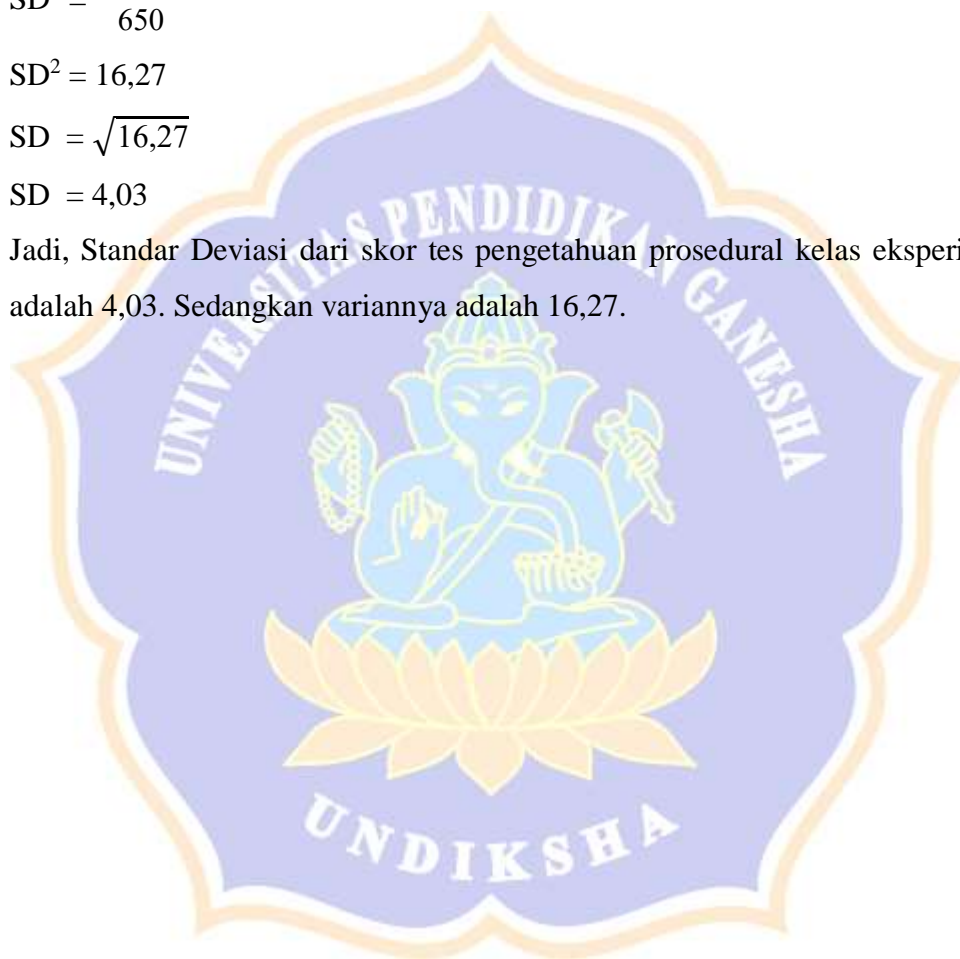 SD =
650
SD² = 16,27
SD = √16,27
SD = 4,03
Jadi, Standar Deviasi dari skor tes pengetahuan prosedural kelas eksperi
adalah 4,03. Sedangkan variannya adalah 16,27.
UNIVERSITAS PENDIDIKAN GANESHA
UNDIKSHA